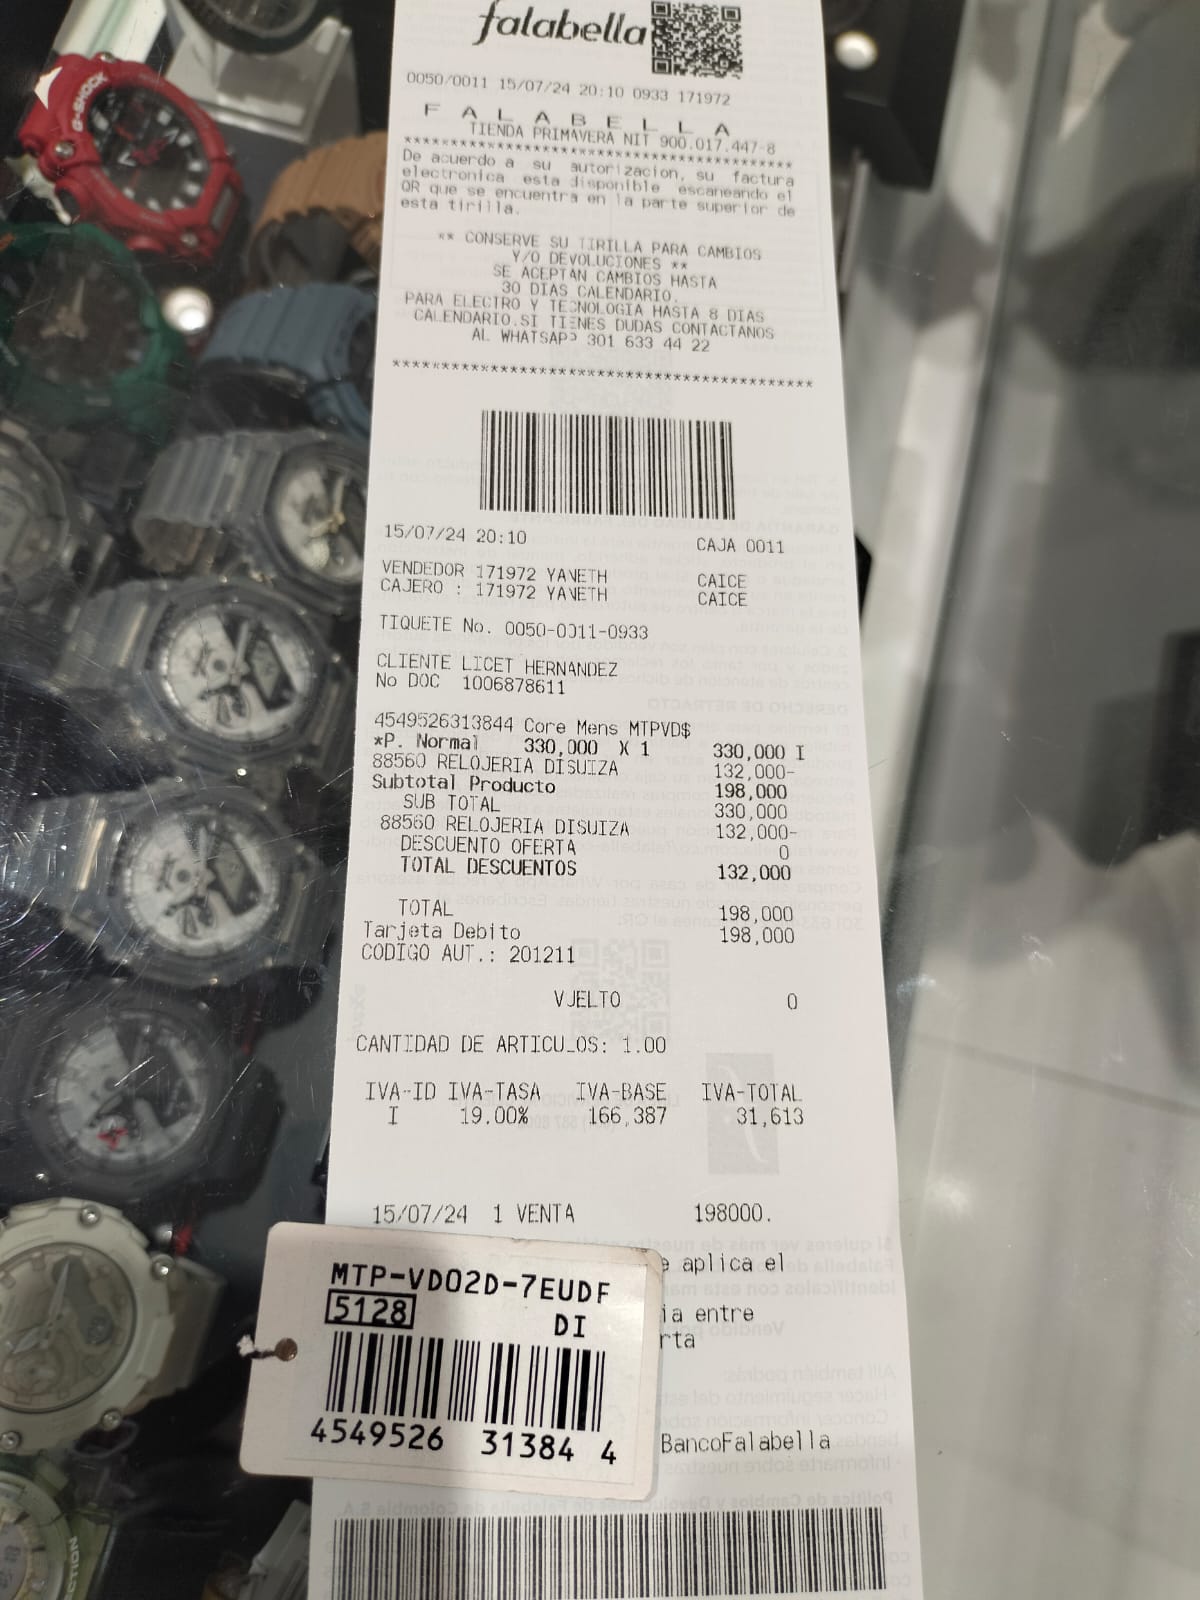 falabella
0050/0011 15/07/24 20:10 0933 171972
F A L A B E L L A
TIENDA PRIMAVERA NIT 900.017.447-8
******************************************
De acuerdo a su autorizacion, su factura
electronica esta disponible escaneando el
QR que se encuentra en la parte superior de
esta tirilla.
** CONSERVE SU TIRILLA PARA CAMBIOS
Y/O DEVOLUCIONES **
SE ACEPTAN CAMBIOS HASTA
30 DIAS CALENDARIO.
PARA ELECTRO Y TECNOLOGIA HASTA 8 DIAS
CALENDARIO.SI TIENES DUDAS CONTACTANOS
AL WHATSAPP 301 633 44 22
******************************************
15/07/24 20:10 CAJA 0011
VENDEDOR 171972 YANETH CAICE
CAJERO : 171972 YANETH CAICE
TIQUETE No. 0050-0011-0933
CLIENTE LICET HERNANDEZ
No DOC 1006878611
4549526313844 Core Mens MTPVD$
*P. Normal 330,000 X 1 330,000 I
88560 RELOJERIA DISUIZA 132,000-
Subtotal Producto 198,000
SUB TOTAL 330,000
88560 RELOJERIA DISUIZA 132,000-
DESCUENTO OFERTA 0
TOTAL DESCUENTOS 132,000
TOTAL 198,000
Tarjeta Debito 198,000
CODIGO AUT.: 201211
VUELTO 0
CANTIDAD DE ARTICULOS: 1.00
IVA-ID IVA-TASA IVA-BASE IVA-TOTAL
I 19.00% 166,387 31,613
15/07/24 1 VENTA 198000.
e aplica el
ia entre
rta
BancoFalabella
MTP-VD02D-7EUDF
5128 DI
4549526 31384 4
G-SHOCK